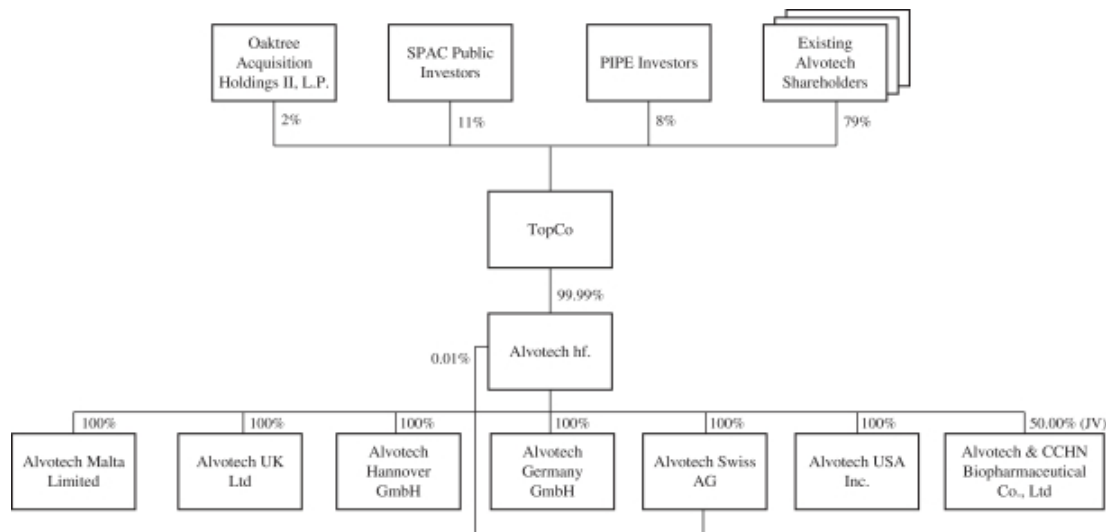 Oaktree
Acquisition
Holdings II, L.P.
SPAC Public
Investors
PIPE Investors
Existing
Alvotech
Shareholders
2%
11%
8%
79%
TopCo
99.99%
Alvotech hf.
0.01%
100%
100%
100%
100%
100%
100%
50.00% (JV)
Alvotech Malta
Limited
Alvotech UK
Ltd
Alvotech
Hannover
GmbH
Alvotech
Germany
GmbH
Alvotech Swiss
AG
Alvotech USA
Inc.
Alvotech & CCHN
Biopharmaceutical
Co., Ltd